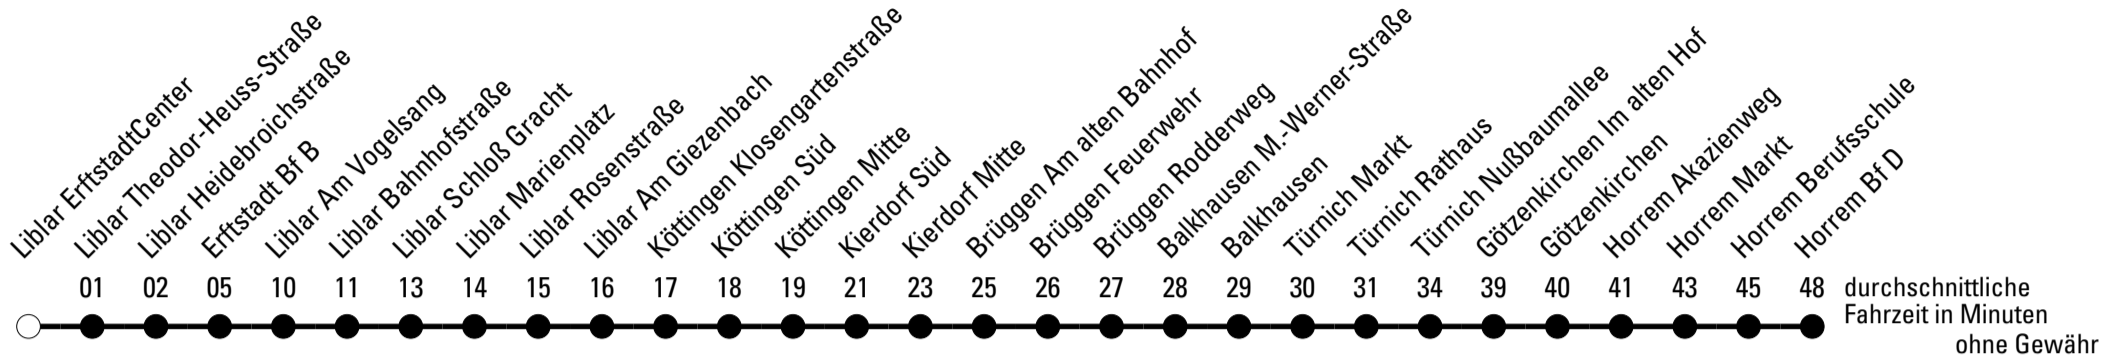 Liblar ErftstadtCenter
Liblar Theodor-Heuss-Straße
Liblar Heidebroichstraße
Erftstadt Bf B
Liblar Am Vogelsang
Liblar Bahnhofstraße
Liblar Schloß Gracht
Liblar Marienplatz
Liblar Rosenstraße
Liblar Am Giezenbach
Köttingen Klosengartenstraße
Köttingen Süd
Köttingen Mitte
Kierdorf Süd
Kierdorf Mitte
Brüggen Am alten Bahnhof
Brüggen Feuerwehr
Brüggen Rodderweg
Balkhausen M.-Werner-Straße
Balkhausen
Türnich Markt
Türnich Rathaus
Türnich Nußbaumallee
Götzenkirchen Im alten Hof
Götzenkirchen
Horrem Akazienweg
Horrem Markt
Horrem Berufsschule
Horrem Bf D
01 02 05 10 11 13 14 15 16 17 18 19 21 23 25 26 27 28 29 30 31 34 39 40 41 43 45 48 durchschnittliche
Fahrzeit in Minuten
ohne Gewähr